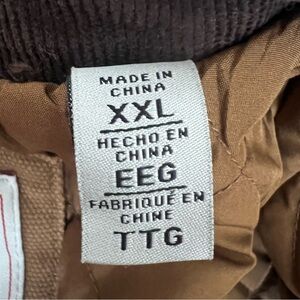 MADE IN
CHINA
XXL
HECHO EN
CHINA
EEG
FABRIQUÉ EN
CHINE
TTG